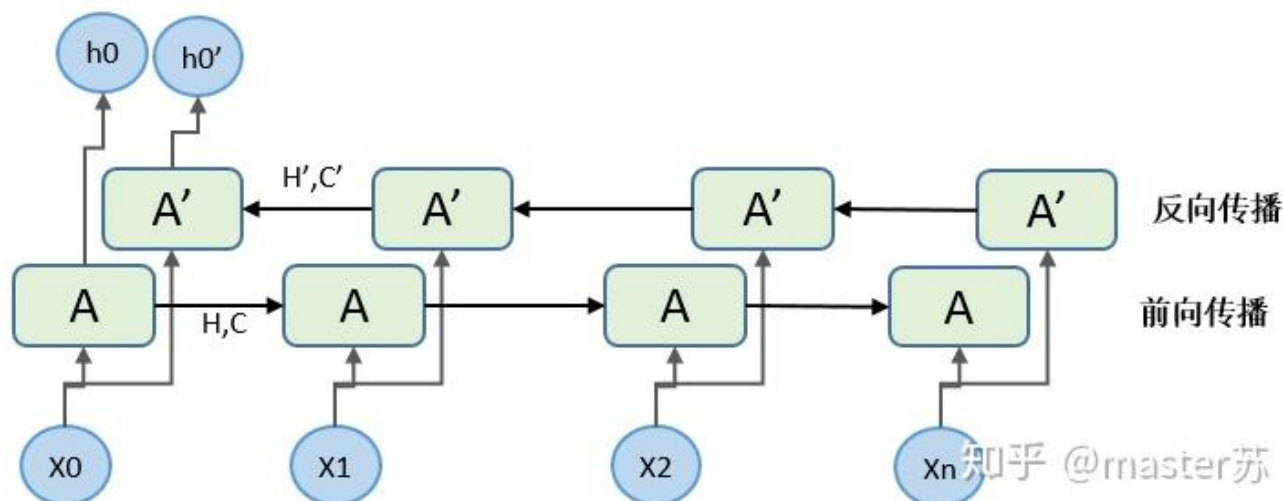 h0 h0’
H’,C’
A’ A’ A’ A’ 反向传播
A A A A 前向传播
H,C
X0 X1 X2 Xn
知乎 @master苏